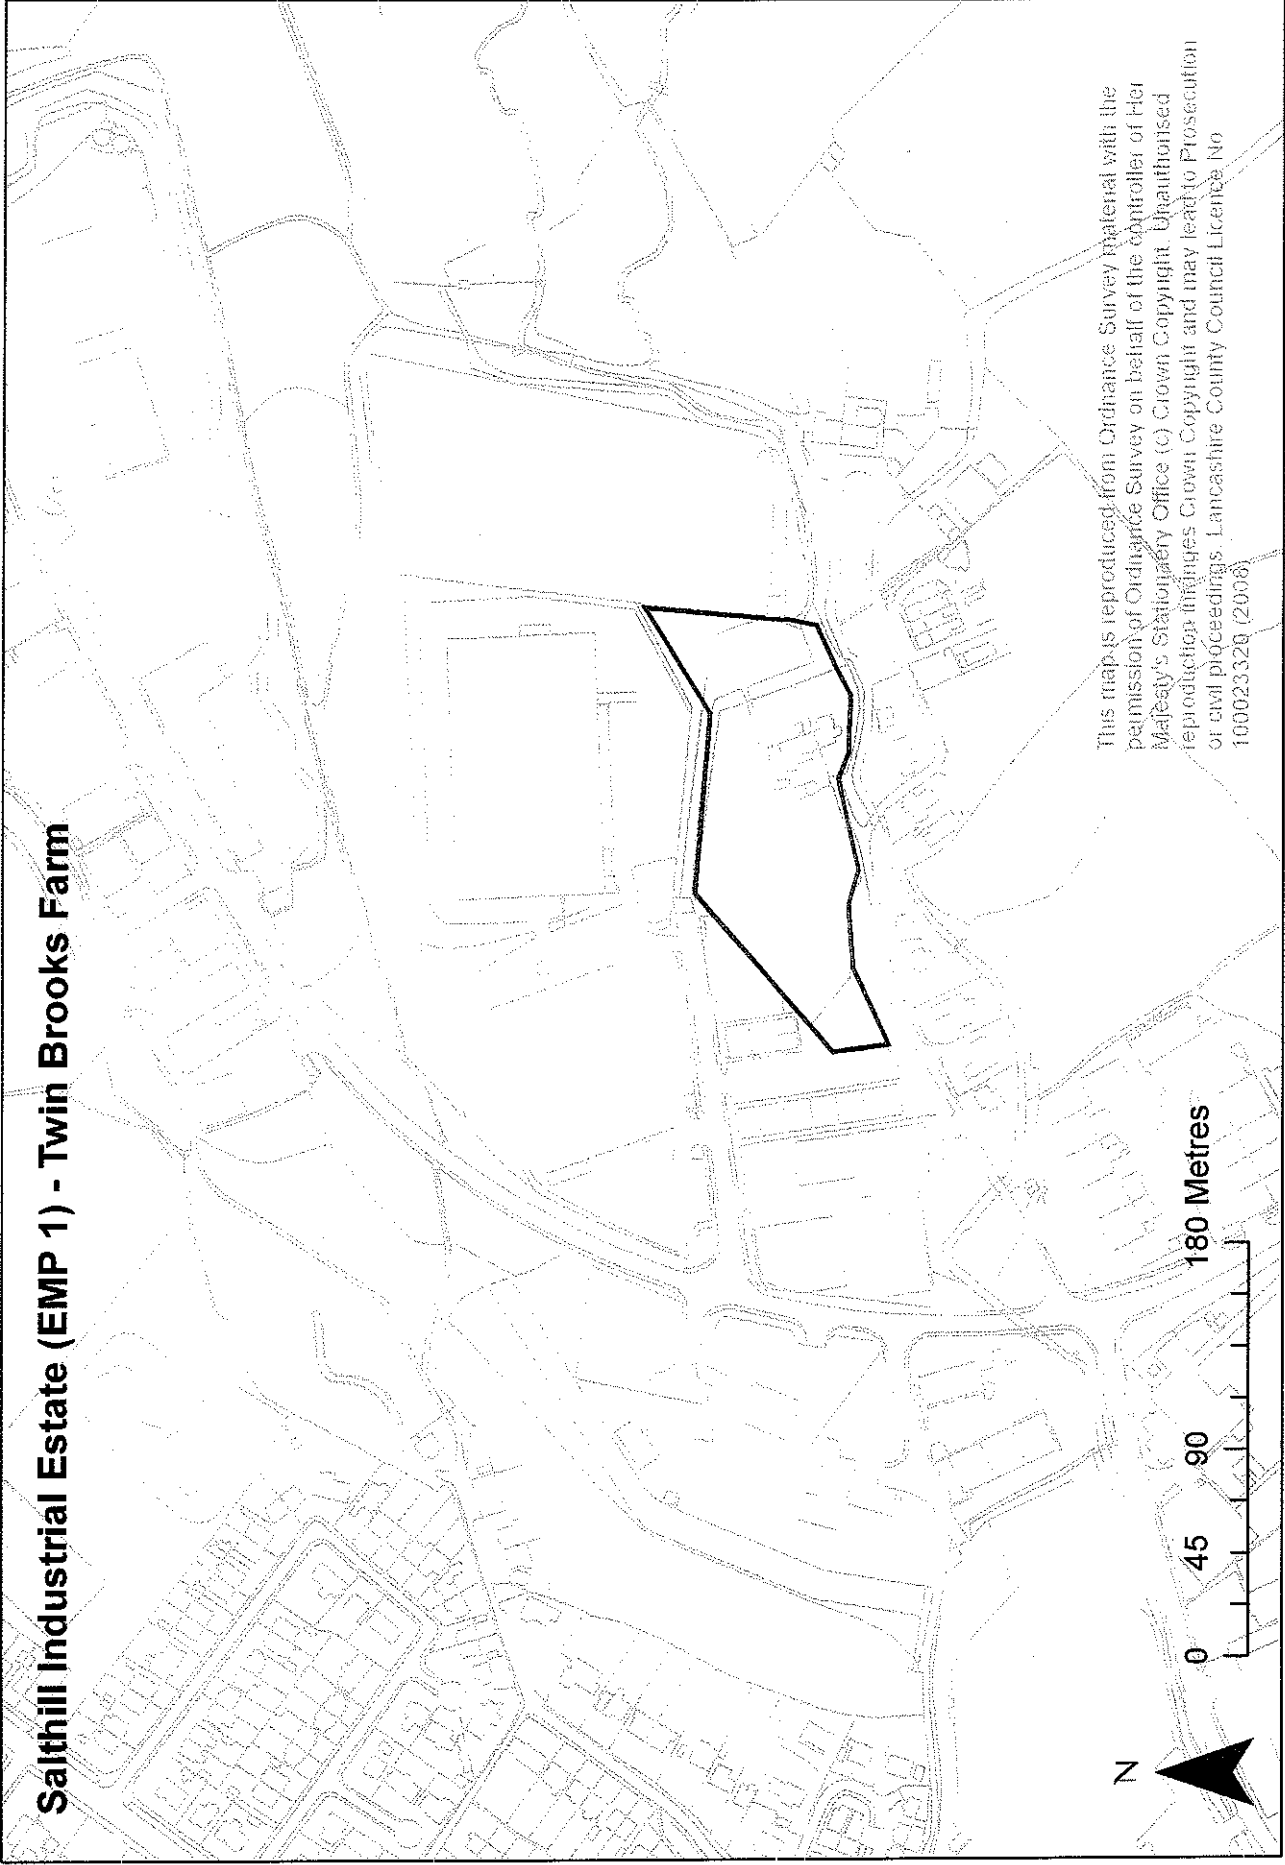 Salthill Industrial Estate (EMP 1) - Twin Brooks Farm
N
0 45 90 180 Metres
This map is reproduced from Ordnance Survey material with the
permission of Ordnance Survey on behalf of the controller of Her
Majesty's Stationery Office (c) Crown Copyright. Unauthorised
reproduction infringes Crown Copyright and may lead to Prosecution
or civil proceedings. Lancashire County Council Licence No
100023320 (2008)